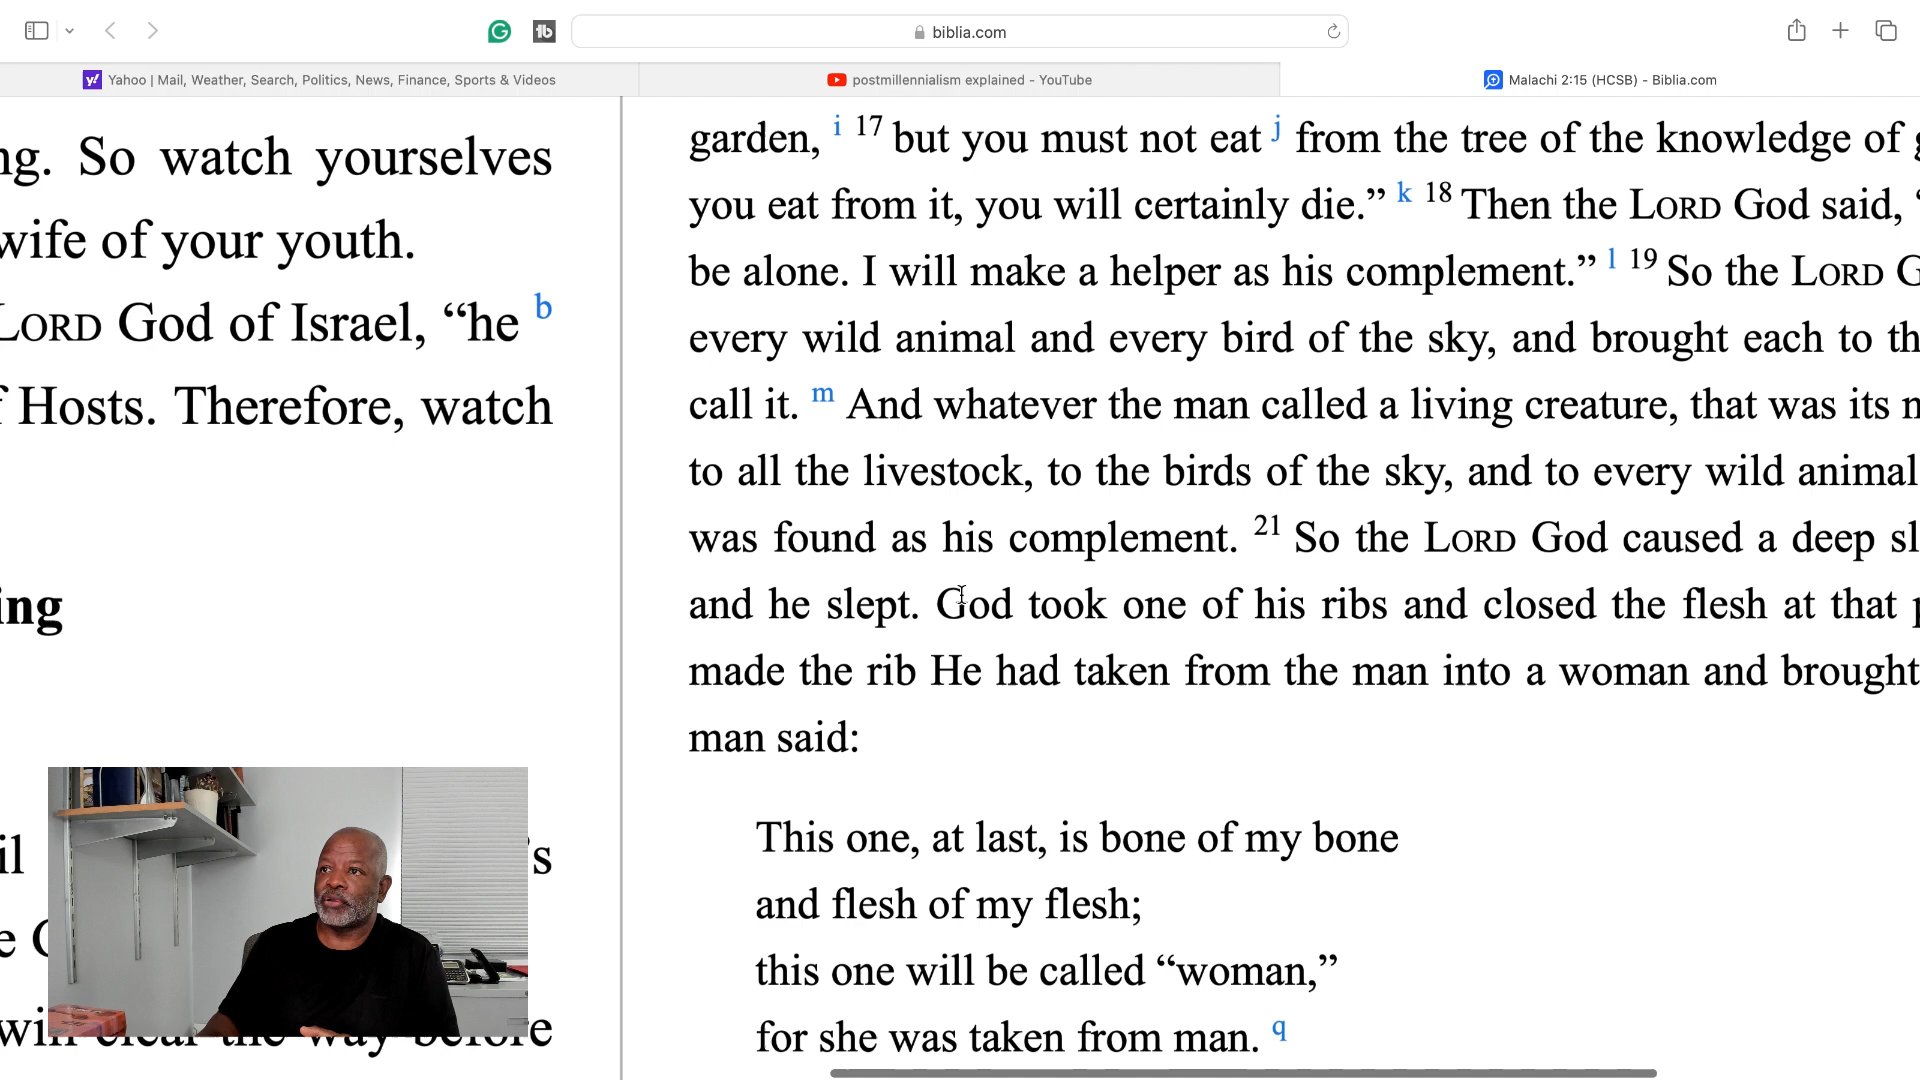 biblia.com
Yahoo | Mail, Weather, Search, Politics, News, Finance, Sports & Videos
postmillennialism explained - YouTube
Malachi 2:15 (HCSB) - Biblia.com
So watch yourselves
wife of your youth.
LORD God of Israel, “he b
Hosts. Therefore, watch
ing
's
will clear the way before
garden, i 17 but you must not eat j from the tree of the knowledge of
you eat from it, you will certainly die.” k 18 Then the LORD God said, “
be alone. I will make a helper as his complement.” l 19 So the LORD G
every wild animal and every bird of the sky, and brought each to th
call it. m And whatever the man called a living creature, that was its n
to all the livestock, to the birds of the sky, and to every wild animal
was found as his complement. 21 So the LORD God caused a deep sl
and he slept. God took one of his ribs and closed the flesh at that p
made the rib He had taken from the man into a woman and brought
man said:
This one, at last, is bone of my bone
and flesh of my flesh;
this one will be called “woman,”
for she was taken from man. q